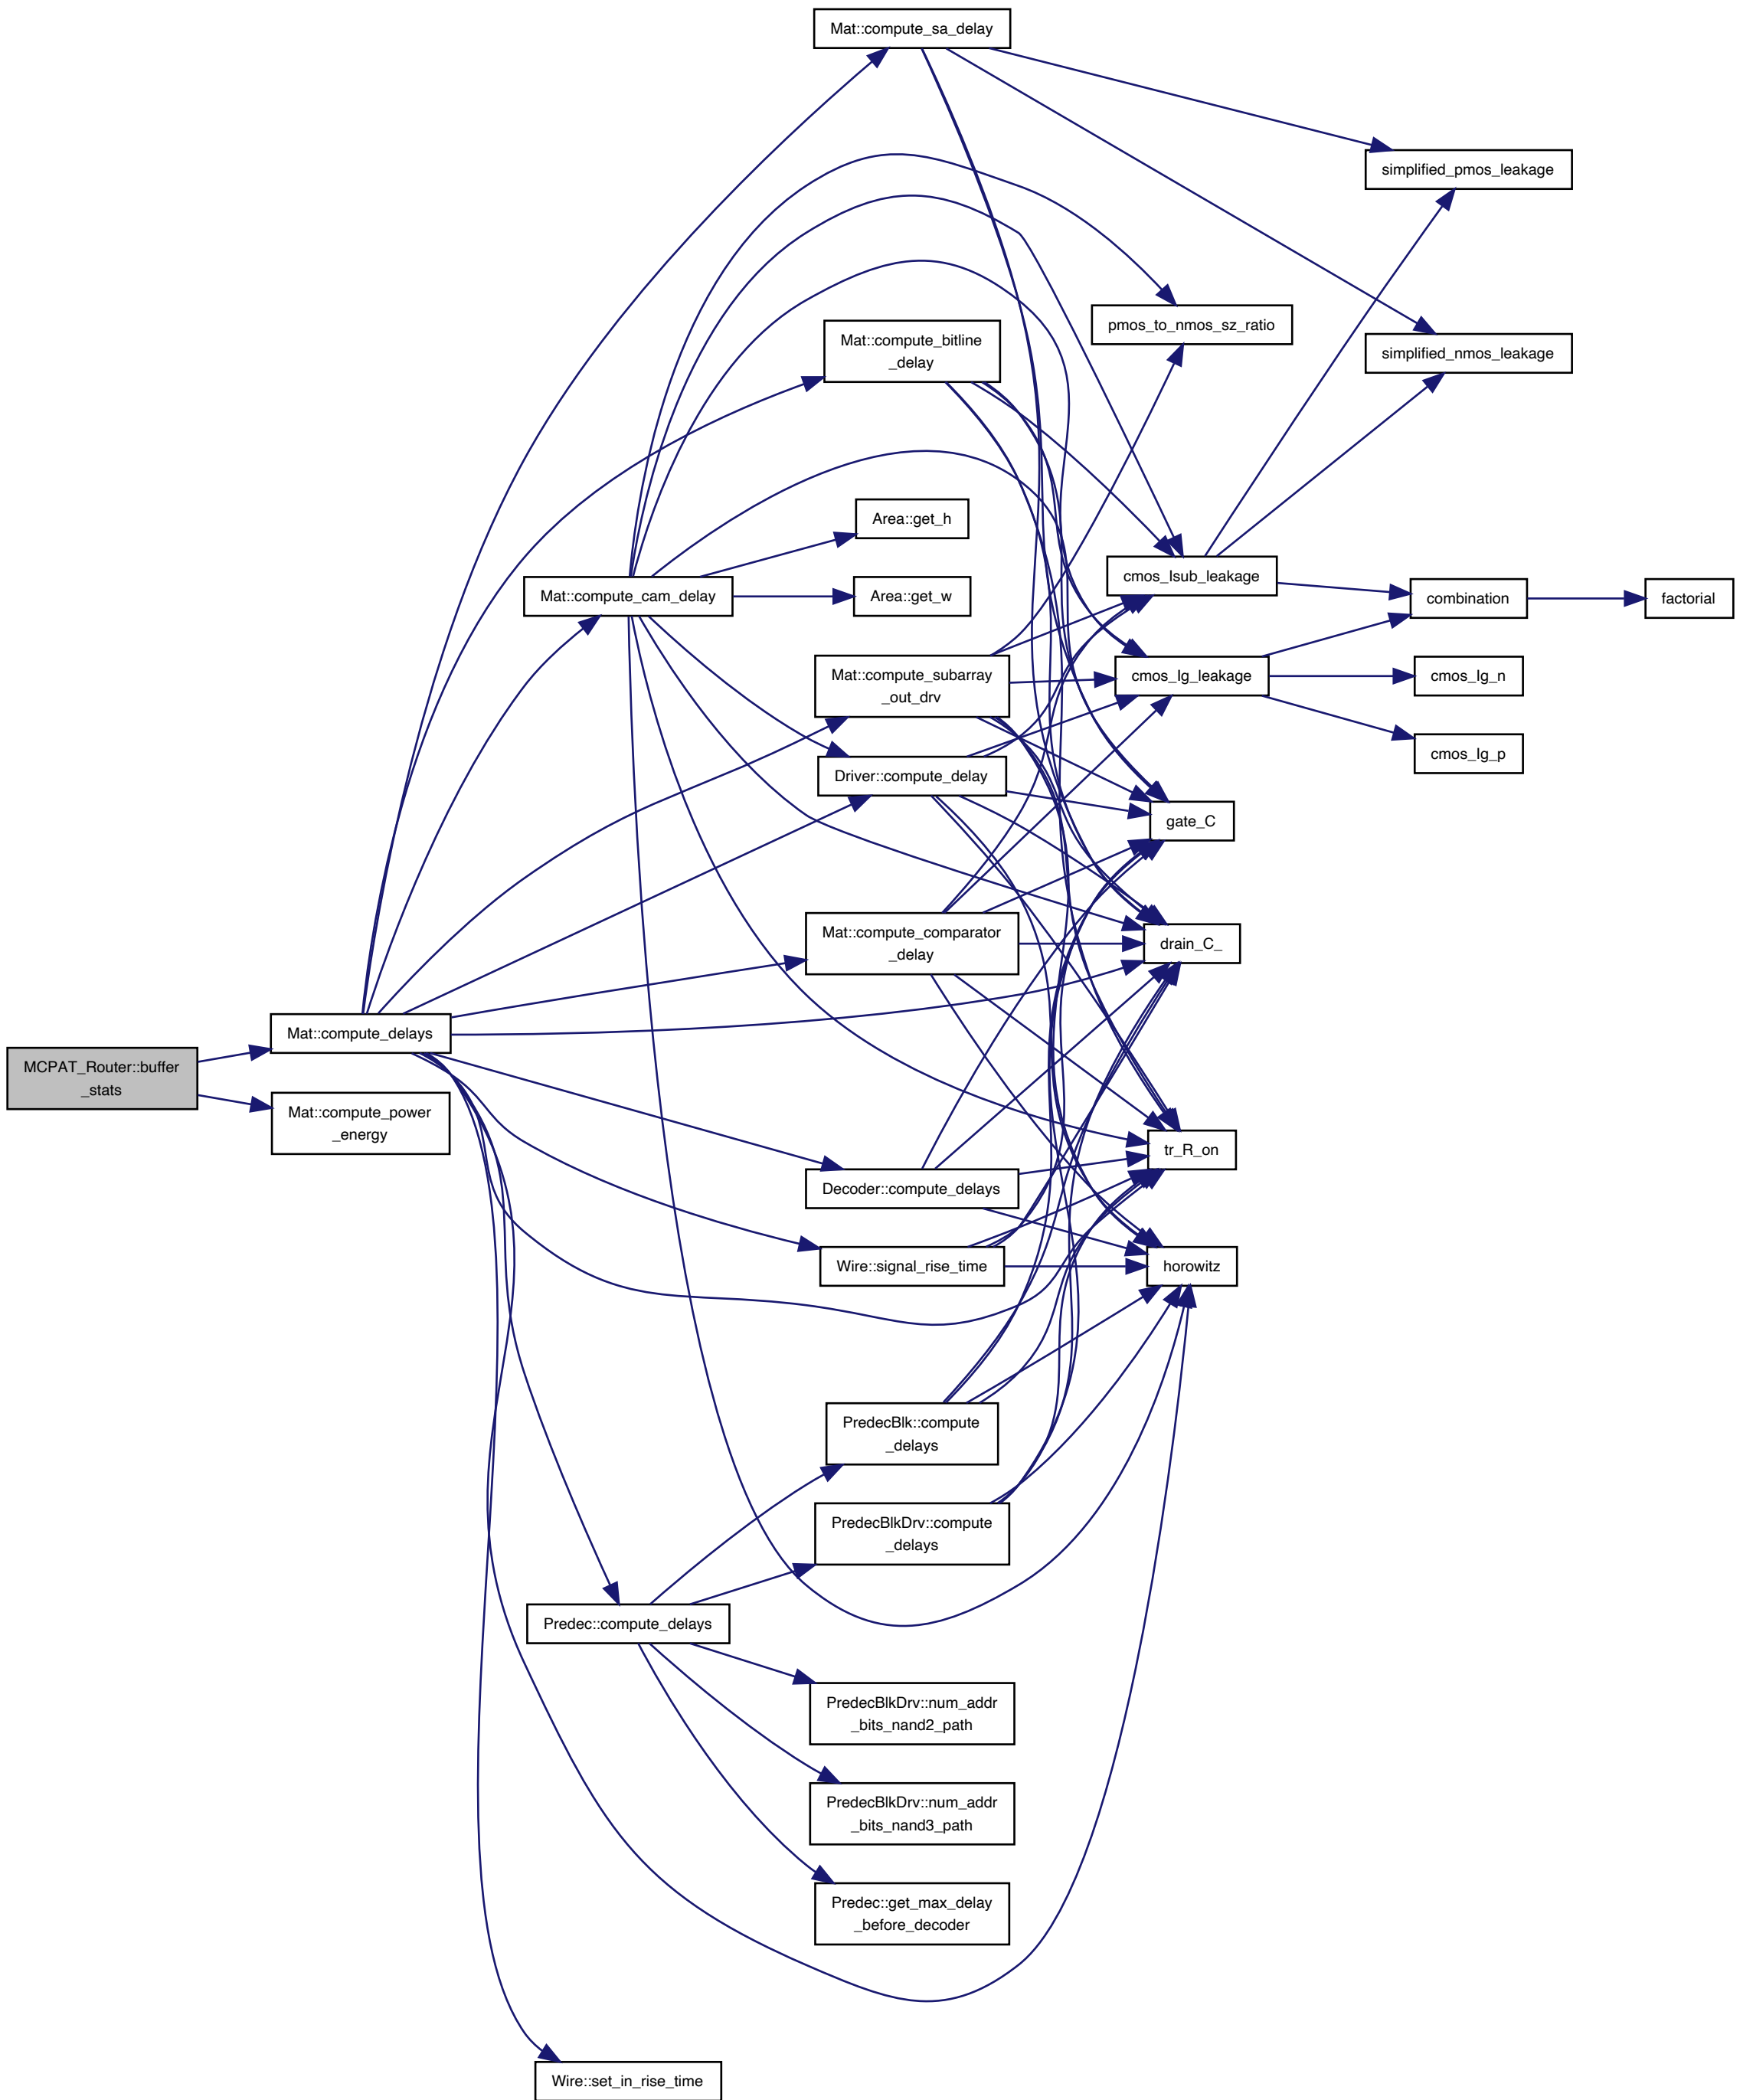 Mat::compute_sa_delay
simplified_pmos_leakage
pmos_to_nmos_sz_ratio
Mat::compute_bitline
_delay
simplified_nmos_leakage
Area::get_h
cmos_Isub_leakage
Mat::compute_cam_delay
Area::get_w
combination
factorial
Mat::compute_subarray
_out_drv
cmos_Ig_leakage
cmos_Ig_n
cmos_Ig_p
Driver::compute_delay
gate_C
Mat::compute_comparator
_delay
drain_C_
Mat::compute_delays
MCPAT_Router::buffer
_stats
Mat::compute_power
_energy
tr_R_on
Decoder::compute_delays
Wire::signal_rise_time
horowitz
PredecBlk::compute
_delays
PredecBlkDrv::compute
_delays
Predec::compute_delays
PredecBlkDrv::num_addr
_bits_nand2_path
PredecBlkDrv::num_addr
_bits_nand3_path
Predec::get_max_delay
_before_decoder
Wire::set_in_rise_time